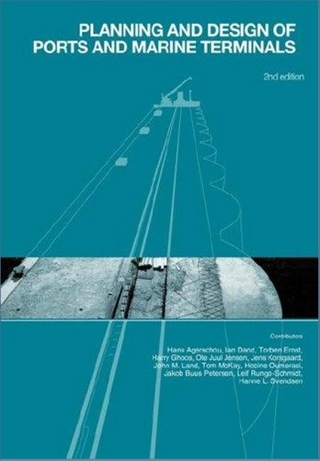 PLANNING AND DESIGN OF
PORTS AND MARINE TERMINALS
2nd edition
Contributors
Hans Agerschou, Ian Dand, Torben Ernst,
Harry Ghoos, Ole Juul Jensen, Jens Korsgaard,
John M. Land, Tom McKay, Hocine Oumeraci,
Jakob Buus Petersen, Leif Runge-Schmidt,
Hanne L. Svendsen